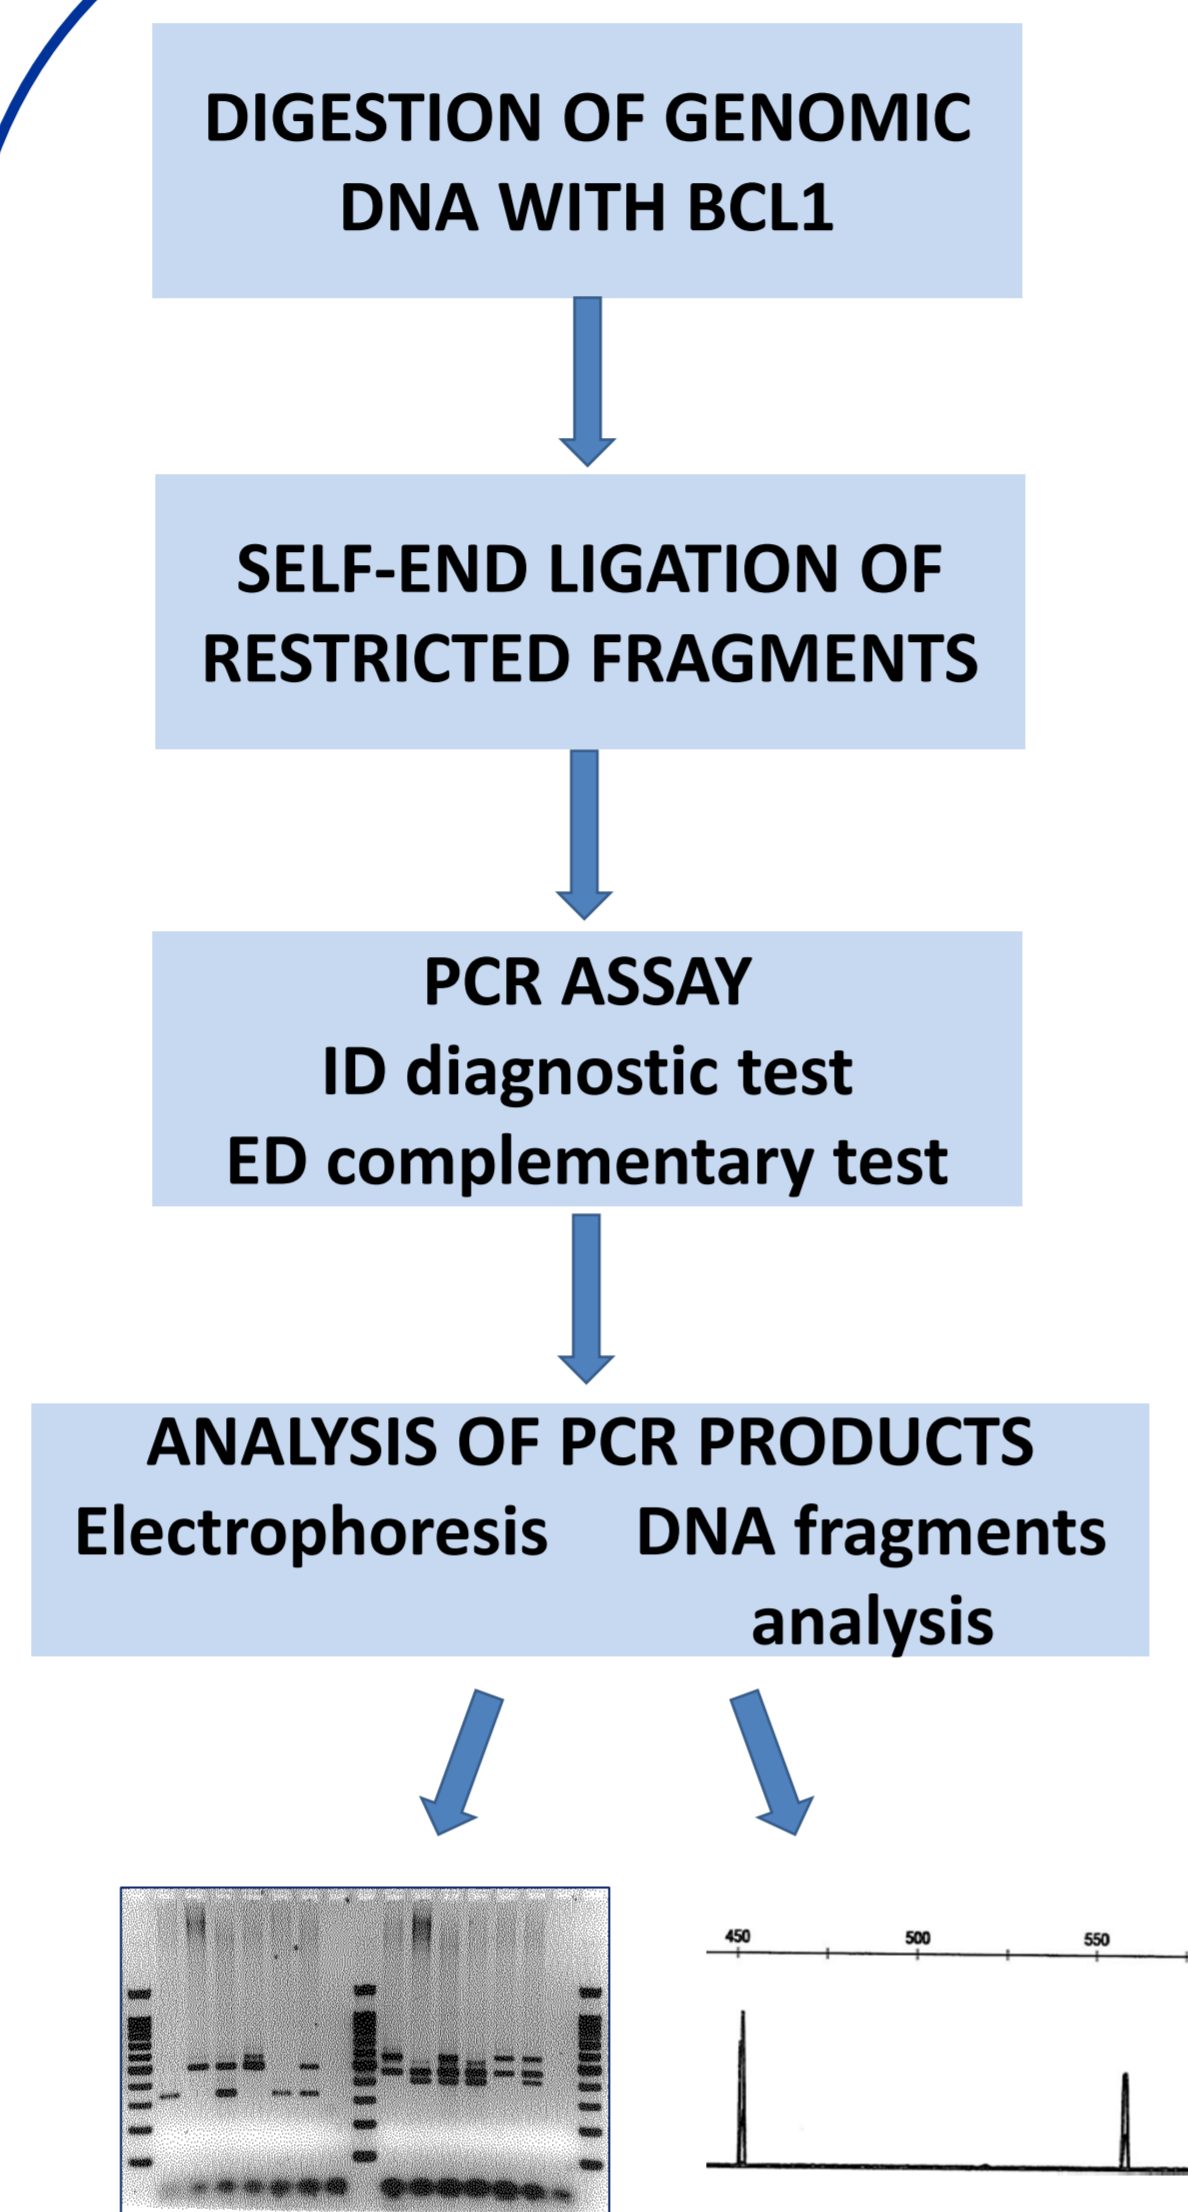 DIGESTION OF GENOMIC
DNA WITH BCL1
SELF-END LIGATION OF
RESTRICTED FRAGMENTS
PCR ASSAY
ID diagnostic test
ED complementary test
ANALYSIS OF PCR PRODUCTS
Electrophoresis DNA fragments
analysis
450 500 550